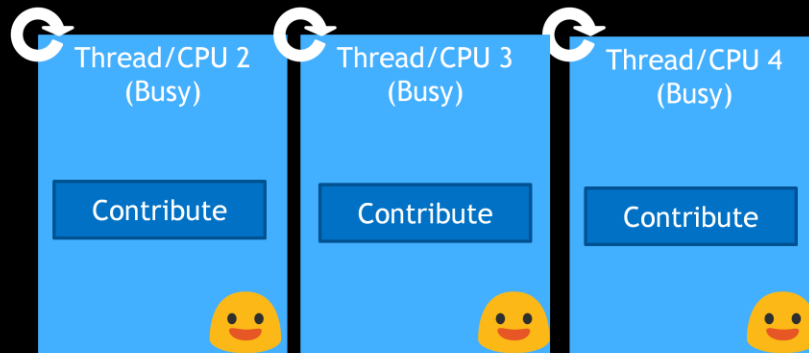 Thread/CPU 2
(Busy)
Contribute
Thread/CPU 3
(Busy)
Contribute
Thread/CPU 4
(Busy)
Contribute